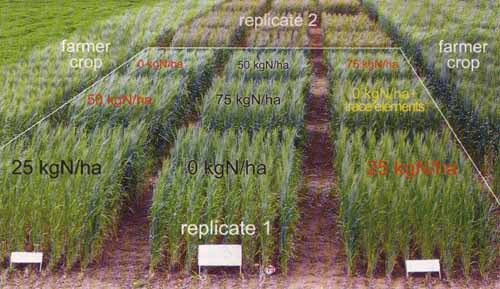 replicate 2
farmer
crop
farmer
crop
0 kgN/ha
50 kgN/ha
75 kgN/ha
50 kgN/ha
75 kgN/ha
0 kgN/ha+
trace elements
25 kgN/ha
0 kgN/ha
25 kgN/ha
replicate 1